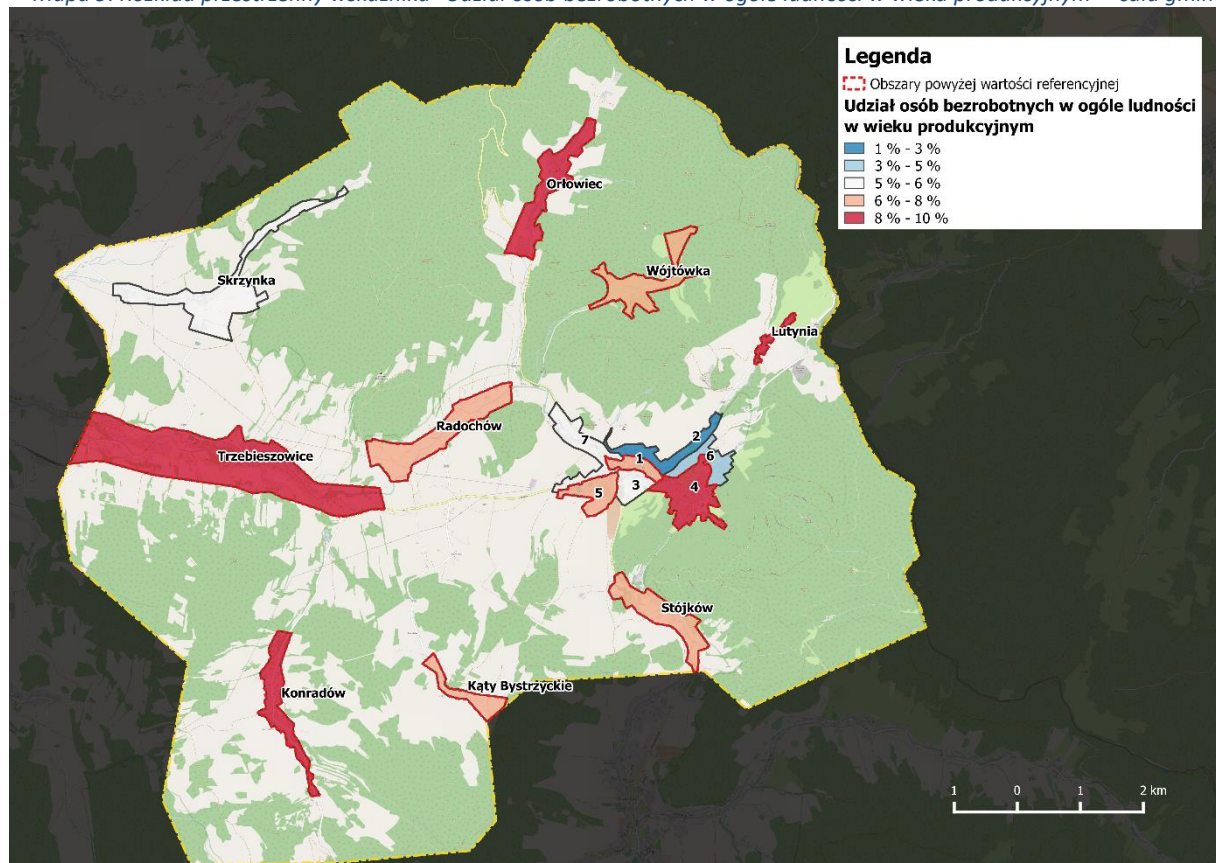 Legenda
Obszary powyżej wartości referencyjnej
Udział osób bezrobotnych w ogóle ludności
w wieku produkcyjnym
1 % - 3 %
3 % - 5 %
5 % - 6 %
6 % - 8 %
8 % - 10 %
Orłowiec
Wójtówka
Skrzynka
Lutynia
Radochów
Trzebieszowice
7
2
1
6
5
3
4
Stójków
Konradów
Kąty Bystrzyckie
1 0 1 2 km